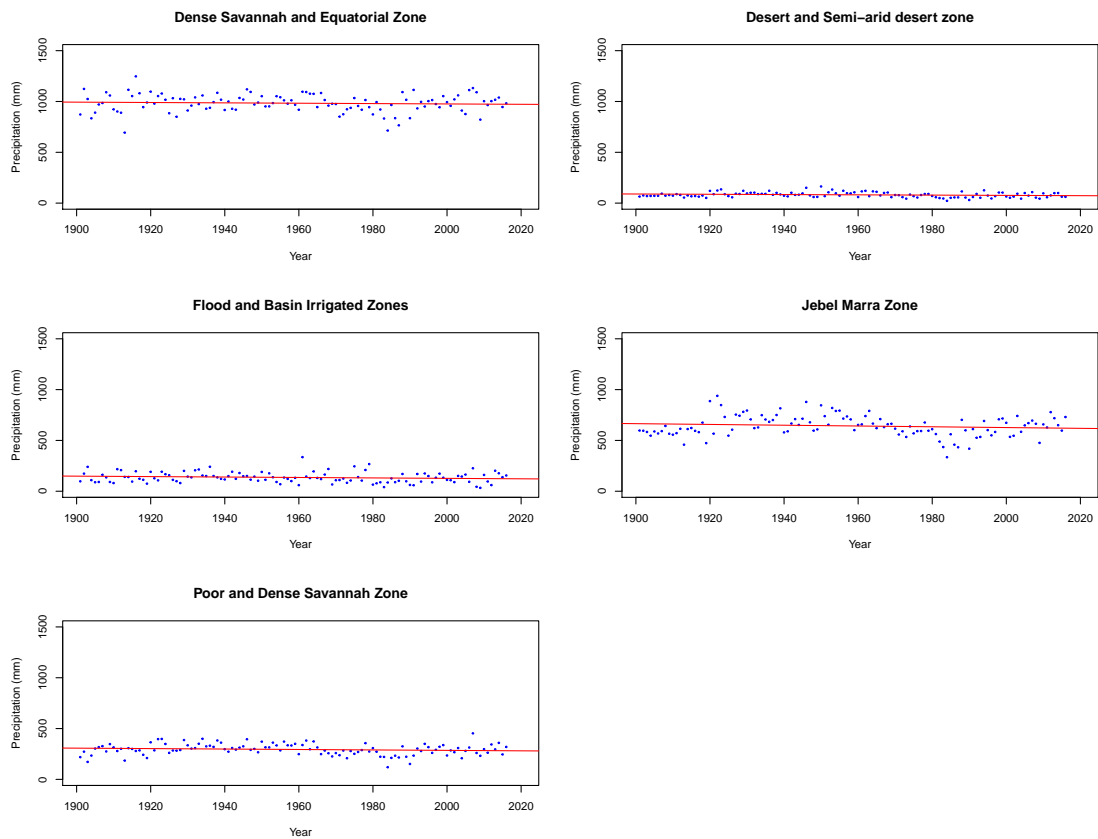 Dense Savannah and Equatorial Zone
Precipitation (mm)
1500
1000
500
0
1900 1920 1940 1960 1980 2000 2020
Year
Desert and Semi−arid desert zone
Precipitation (mm)
1500
1000
500
0
1900 1920 1940 1960 1980 2000 2020
Year
Flood and Basin Irrigated Zones
Precipitation (mm)
1500
1000
500
0
1900 1920 1940 1960 1980 2000 2020
Year
Jebel Marra Zone
Precipitation (mm)
1500
1000
500
0
1900 1920 1940 1960 1980 2000 2020
Year
Poor and Dense Savannah Zone
Precipitation (mm)
1500
1000
500
0
1900 1920 1940 1960 1980 2000 2020
Year